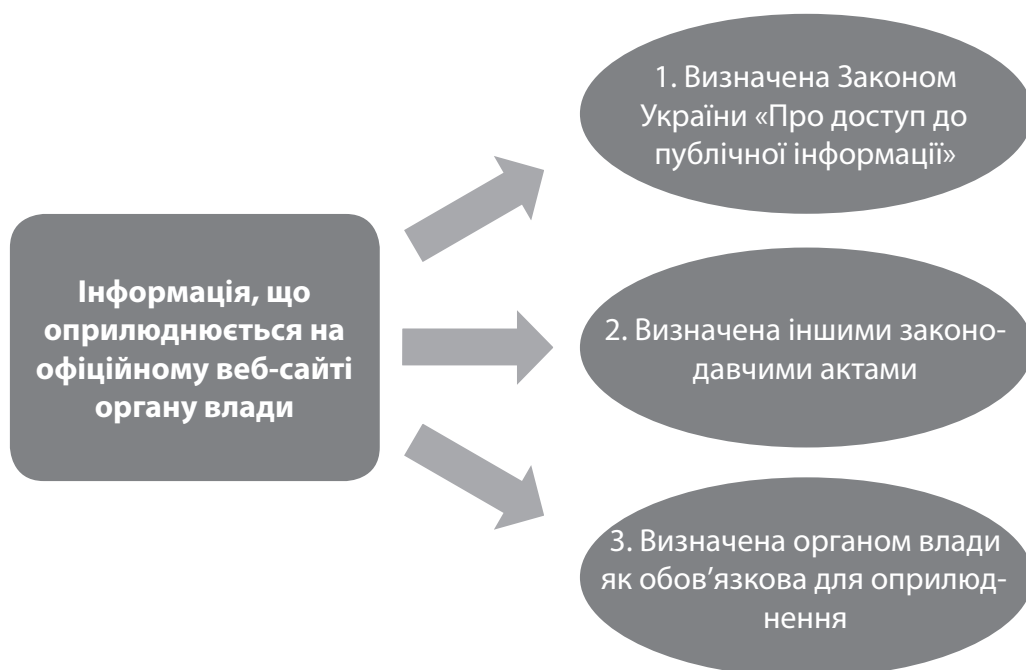 Інформація, що
оприлюднюється на
офіційному веб-сайті
органу влади
1. Визначена Законом
України «Про доступ до
публічної інформації»
2. Визначена іншими законо-
давчими актами
3. Визначена органом влади
як обов’язкова для оприлюд-
нення